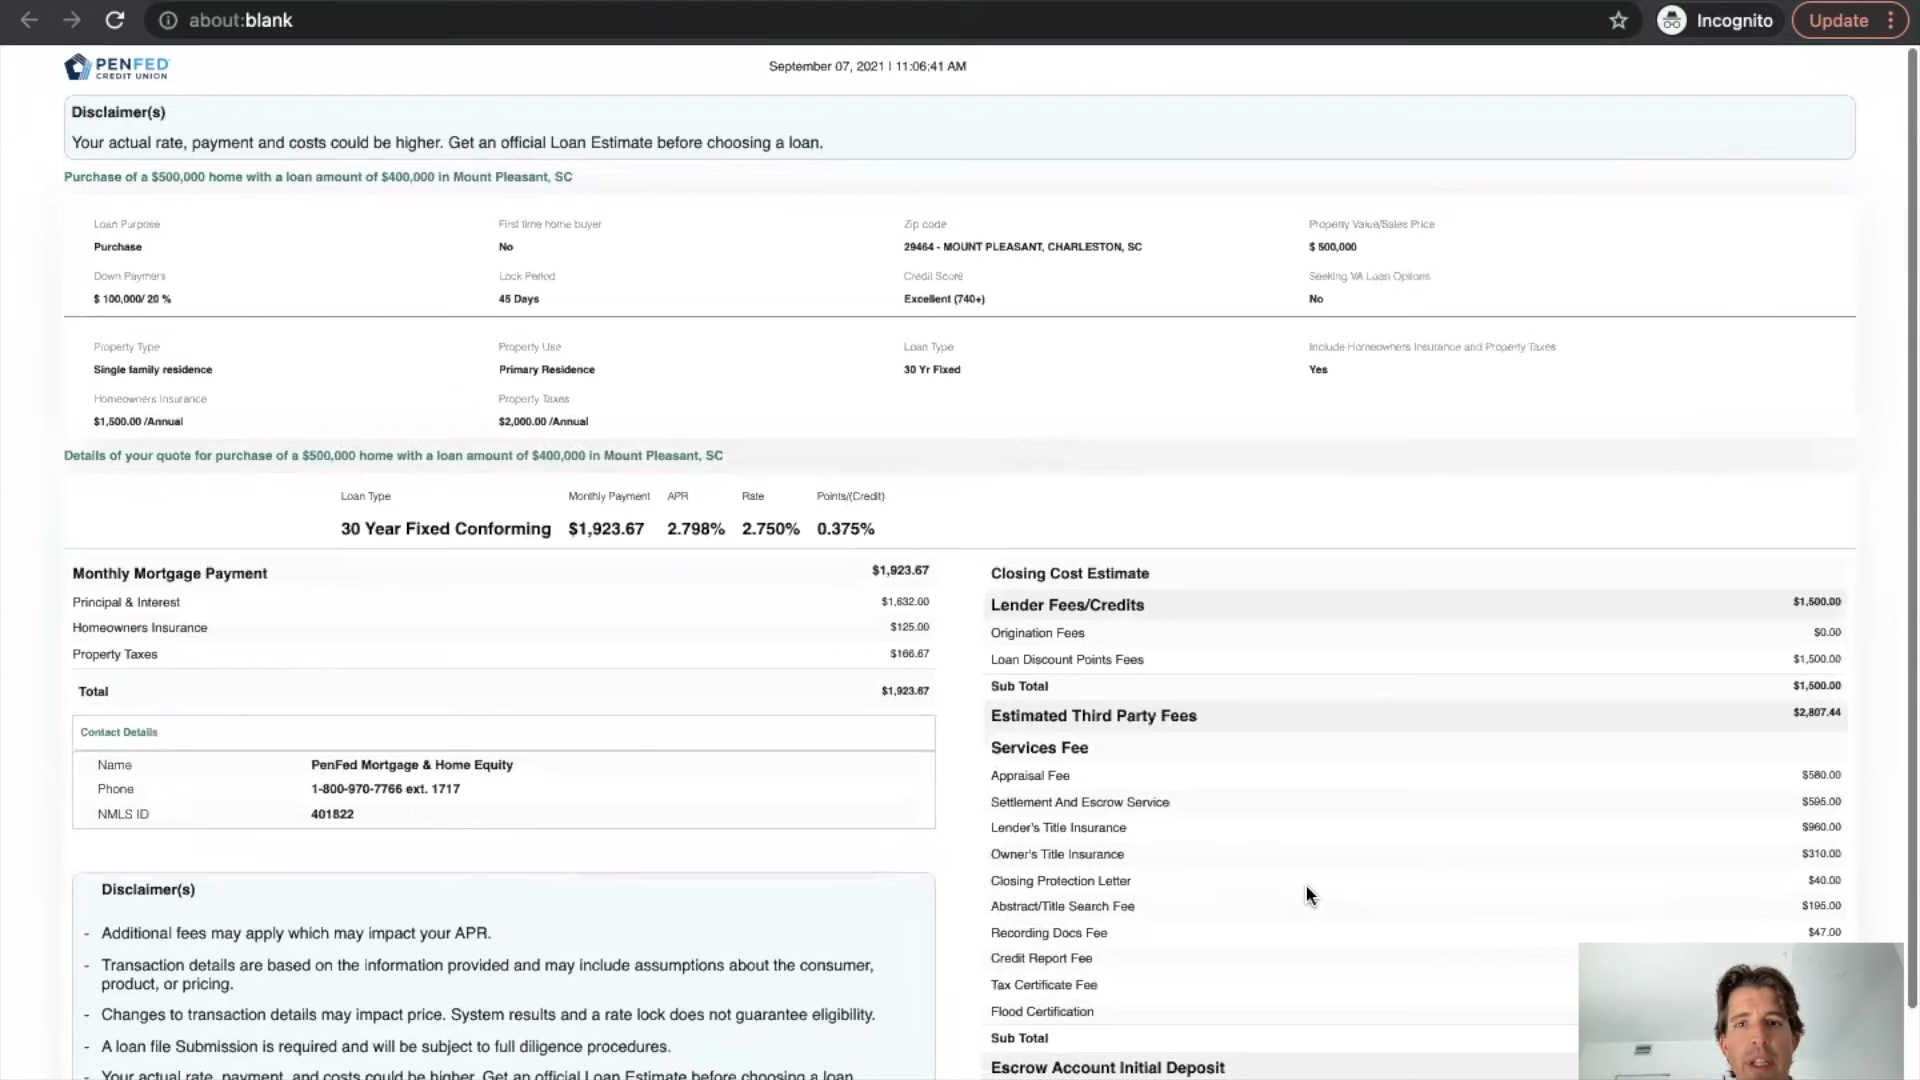 about:blank
Incognito
Update
PENFED
CREDIT UNION
September 07, 2021 | 11:06:41 AM
Disclaimer(s)
Your actual rate, payment and costs could be higher. Get an official Loan Estimate before choosing a loan.
Purchase of a $500,000 home with a loan amount of $400,000 in Mount Pleasant, SC
Loan Purpose First time home buyer Zip code Property Value/Sales Price
Purchase No 29464 - MOUNT PLEASANT, CHARLESTON, SC $ 500,000
Down Payment Lock Period Credit Score Seeking VA Loan Options
$ 100,000/ 20 % 45 Days Excellent (740+) No
Property Type Property Use Loan Type Include Homeowners Insurance and Property Taxes
Single family residence Primary Residence 30 Yr Fixed Yes
Homeowners Insurance Property Taxes
$1,500.00 /Annual $2,000.00 /Annual
Details of your quote for purchase of a $500,000 home with a loan amount of $400,000 in Mount Pleasant, SC
Loan Type Monthly Payment APR Rate Points/(Credit)
30 Year Fixed Conforming $1,923.67 2.798% 2.750% 0.375%
Monthly Mortgage Payment $1,923.67
Principal & Interest $1,632.00
Homeowners Insurance $125.00
Property Taxes $166.67
Total $1,923.67
Contact Details
Name PenFed Mortgage & Home Equity
Phone 1-800-970-7766 ext. 1717
NMLS ID 401822
Disclaimer(s)
- Additional fees may apply which may impact your APR.
- Transaction details are based on the information provided and may include assumptions about the consumer,
product, or pricing.
- Changes to transaction details may impact price. System results and a rate lock does not guarantee eligibility.
- A loan file Submission is required and will be subject to full diligence procedures.
- Your actual rate, payment, and costs could be higher. Get an official Loan Estimate before choosing a loan.
Closing Cost Estimate
Lender Fees/Credits $1,500.00
Origination Fees $0.00
Loan Discount Points Fees $1,500.00
Sub Total $1,500.00
Estimated Third Party Fees $2,807.44
Services Fee
Appraisal Fee $580.00
Settlement And Escrow Service $595.00
Lender's Title Insurance $960.00
Owner's Title Insurance $310.00
Closing Protection Letter $40.00
Abstract/Title Search Fee $195.00
Recording Docs Fee $47.00
Credit Report Fee
Tax Certificate Fee
Flood Certification
Sub Total
Escrow Account Initial Deposit